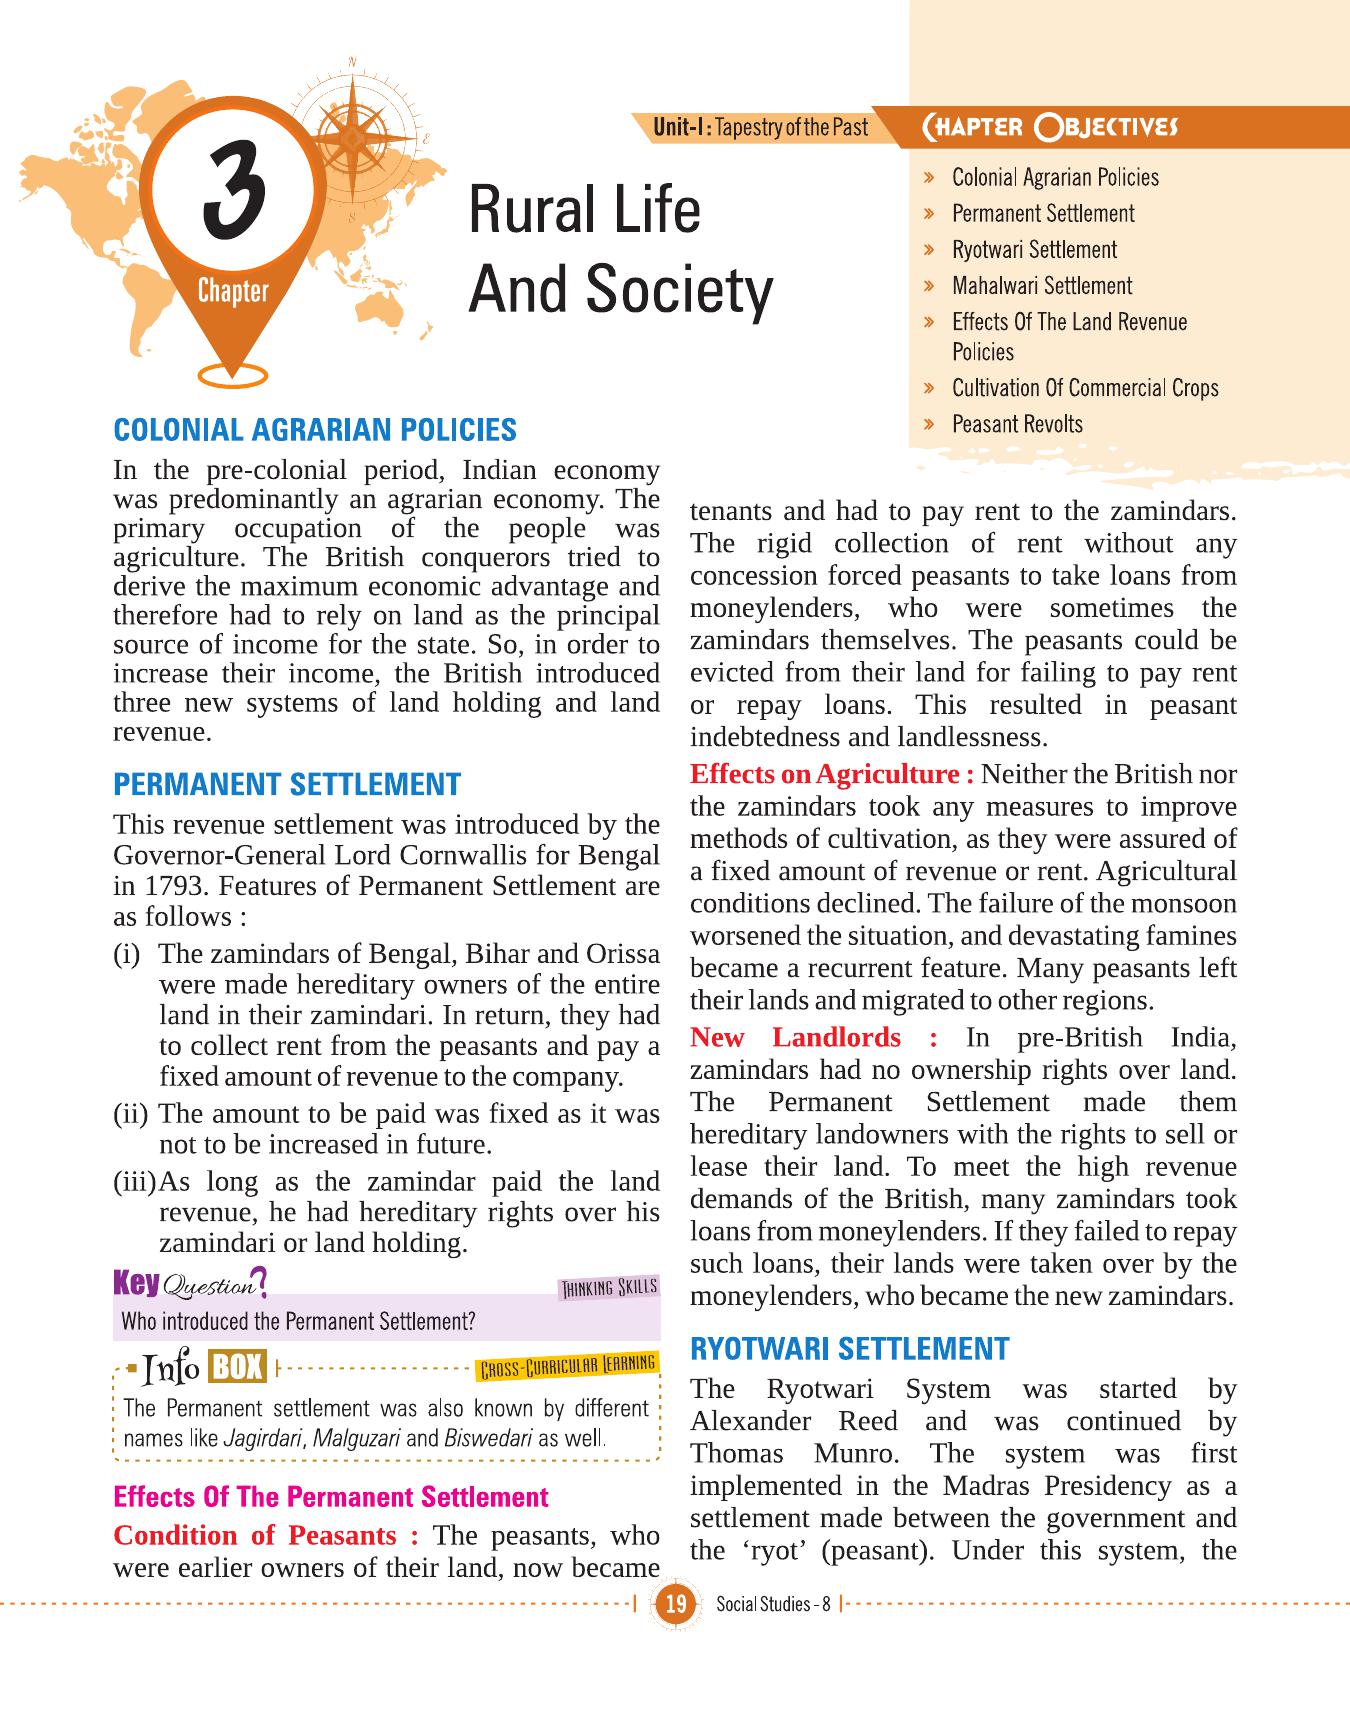 N
E
S
3
Chapter
Unit-I : Tapestry of the Past
Rural Life
And Society
CHAPTER OBJECTIVES
» Colonial Agrarian Policies
» Permanent Settlement
» Ryotwari Settlement
» Mahalwari Settlement
» Effects Of The Land Revenue
Policies
» Cultivation Of Commercial Crops
» Peasant Revolts
COLONIAL AGRARIAN POLICIES
In the pre-colonial period, Indian economy
was predominantly an agrarian economy. The
primary occupation of the people was
agriculture. The British conquerors tried to
derive the maximum economic advantage and
therefore had to rely on land as the principal
source of income for the state. So, in order to
increase their income, the British introduced
three new systems of land holding and land
revenue.
PERMANENT SETTLEMENT
This revenue settlement was introduced by the
Governor-General Lord Cornwallis for Bengal
in 1793. Features of Permanent Settlement are
as follows :
(i) The zamindars of Bengal, Bihar and Orissa
were made hereditary owners of the entire
land in their zamindari. In return, they had
to collect rent from the peasants and pay a
fixed amount of revenue to the company.
(ii) The amount to be paid was fixed as it was
not to be increased in future.
(iii)As long as the zamindar paid the land
revenue, he had hereditary rights over his
zamindari or land holding.
Key Question?
THINKING SKILLS
Who introduced the Permanent Settlement?
Info BOX
CROSS-CURRICULAR LEARNING
The Permanent settlement was also known by different
names like Jagirdari, Malguzari and Biswedari as well.
Effects Of The Permanent Settlement
Condition of Peasants : The peasants, who
were earlier owners of their land, now became
tenants and had to pay rent to the zamindars.
The rigid collection of rent without any
concession forced peasants to take loans from
moneylenders, who were sometimes the
zamindars themselves. The peasants could be
evicted from their land for failing to pay rent
or repay loans. This resulted in peasant
indebtedness and landlessness.
Effects on Agriculture : Neither the British nor
the zamindars took any measures to improve
methods of cultivation, as they were assured of
a fixed amount of revenue or rent. Agricultural
conditions declined. The failure of the monsoon
worsened the situation, and devastating famines
became a recurrent feature. Many peasants left
their lands and migrated to other regions.
New Landlords : In pre-British India,
zamindars had no ownership rights over land.
The Permanent Settlement made them
hereditary landowners with the rights to sell or
lease their land. To meet the high revenue
demands of the British, many zamindars took
loans from moneylenders. If they failed to repay
such loans, their lands were taken over by the
moneylenders, who became the new zamindars.
RYOTWARI SETTLEMENT
The Ryotwari System was started by
Alexander Reed and was continued by
Thomas Munro. The system was first
implemented in the Madras Presidency as a
settlement made between the government and
the ‘ryot’ (peasant). Under this system, the
19
Social Studies - 8